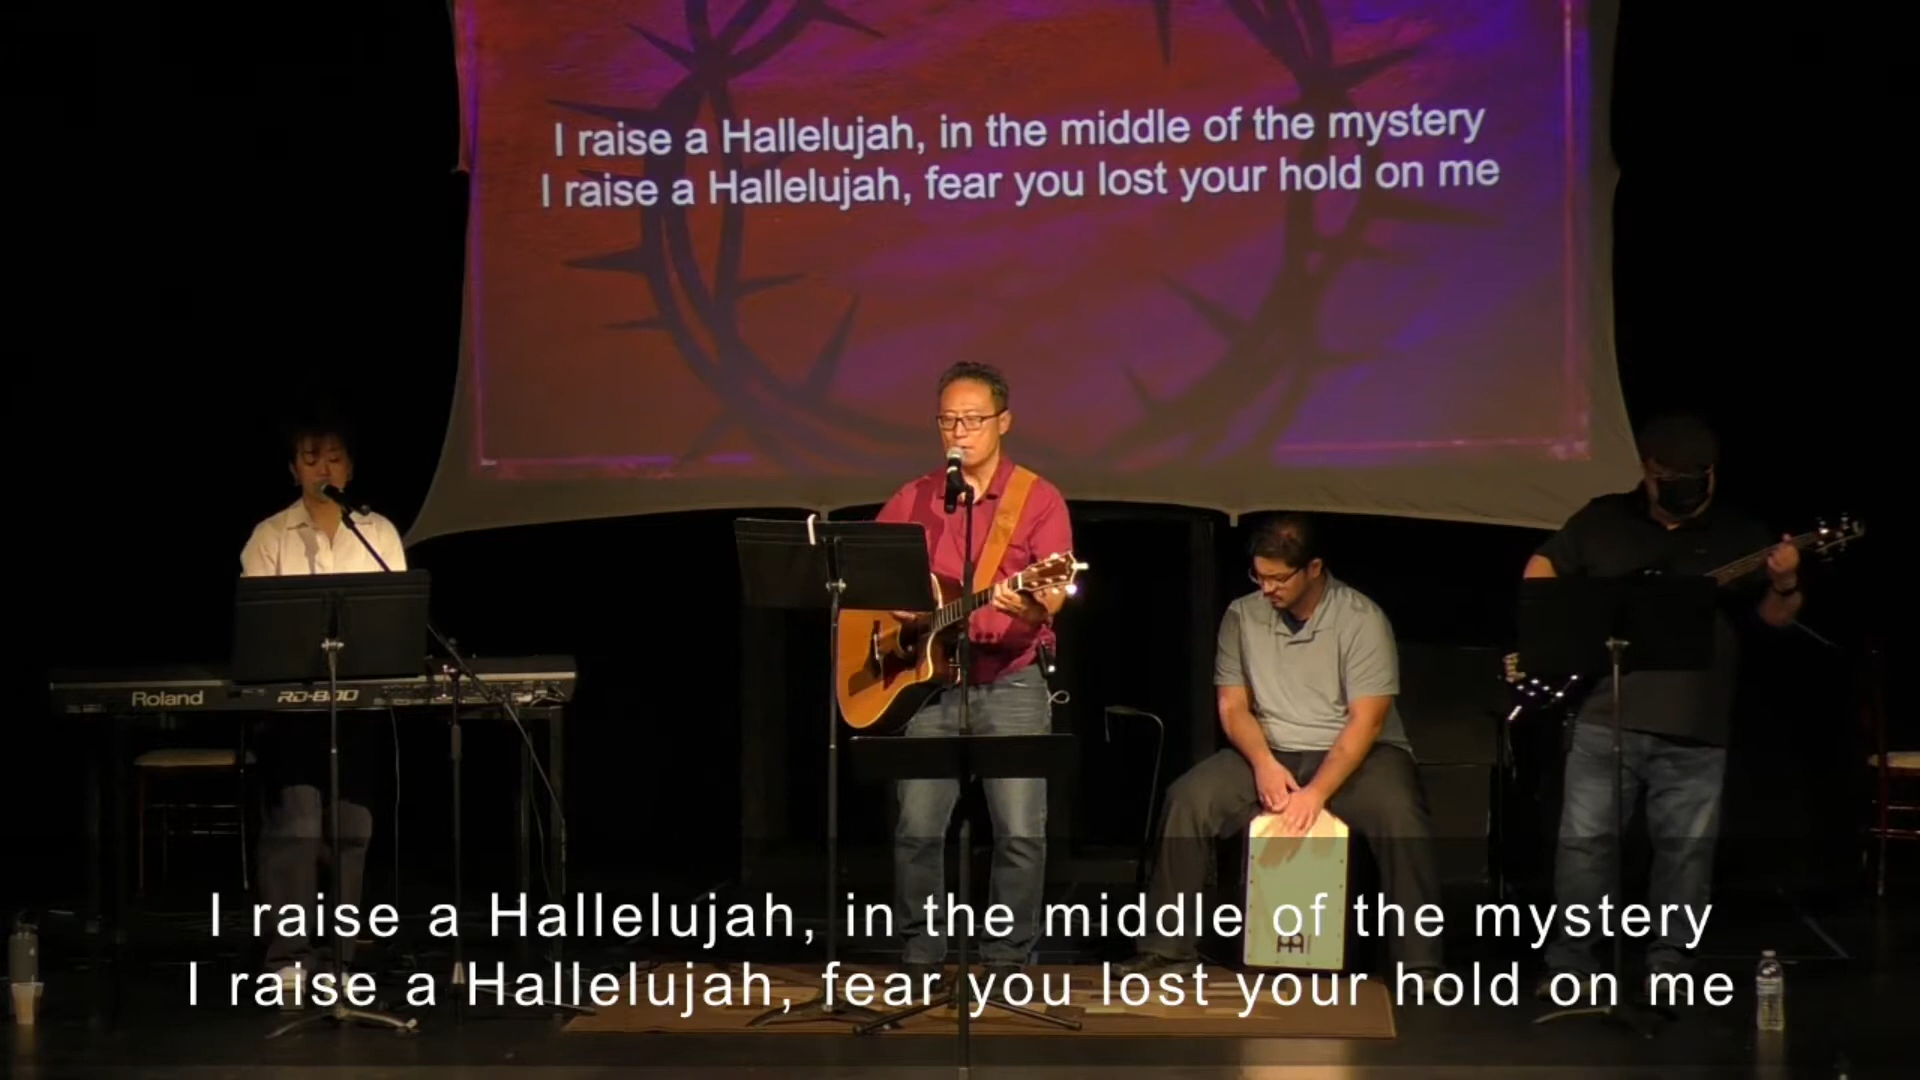 I raise a Hallelujah, in the middle of the mystery
I raise a Hallelujah, fear you lost your hold on me
Roland
RD-800
I raise a Hallelujah, in the middle of the mystery
I raise a Hallelujah, fear you lost your hold on me